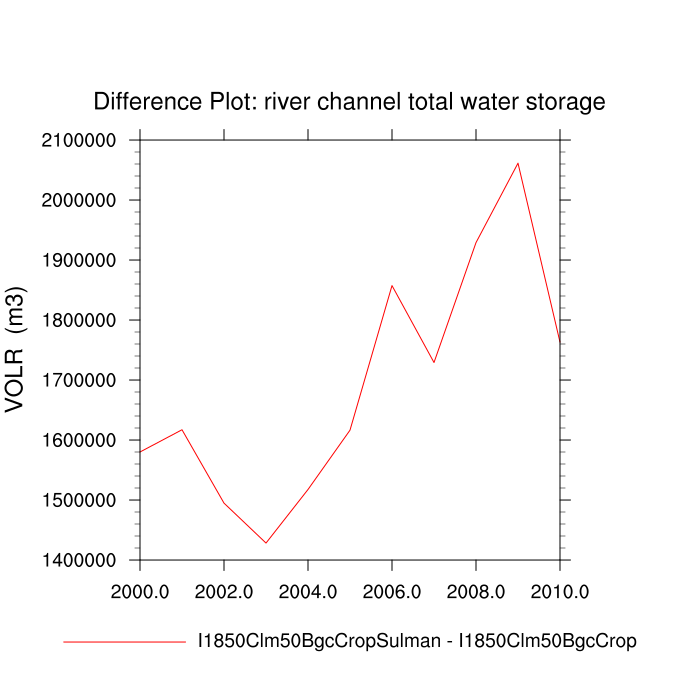 Difference Plot: river channel total water storage
2100000
2000000
1900000
1800000
1700000
1600000
1500000
1400000
VOLR (m3)
2000.0 2002.0 2004.0 2006.0 2008.0 2010.0
I1850Clm50BgcCropSulman - I1850Clm50BgcCrop